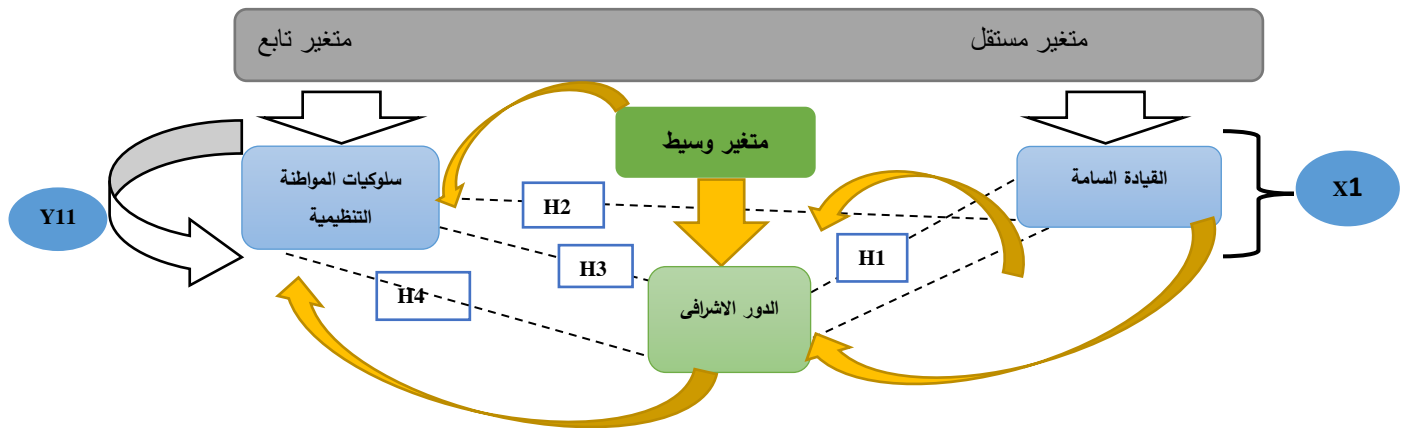 متغير مستقل
متغير تابع
متغير وسيط
القيادة السامة
x1
سلوكيات المواطنة
التنظيمية
Y11
H2
H1
H3
H4
الدور الاشرافى